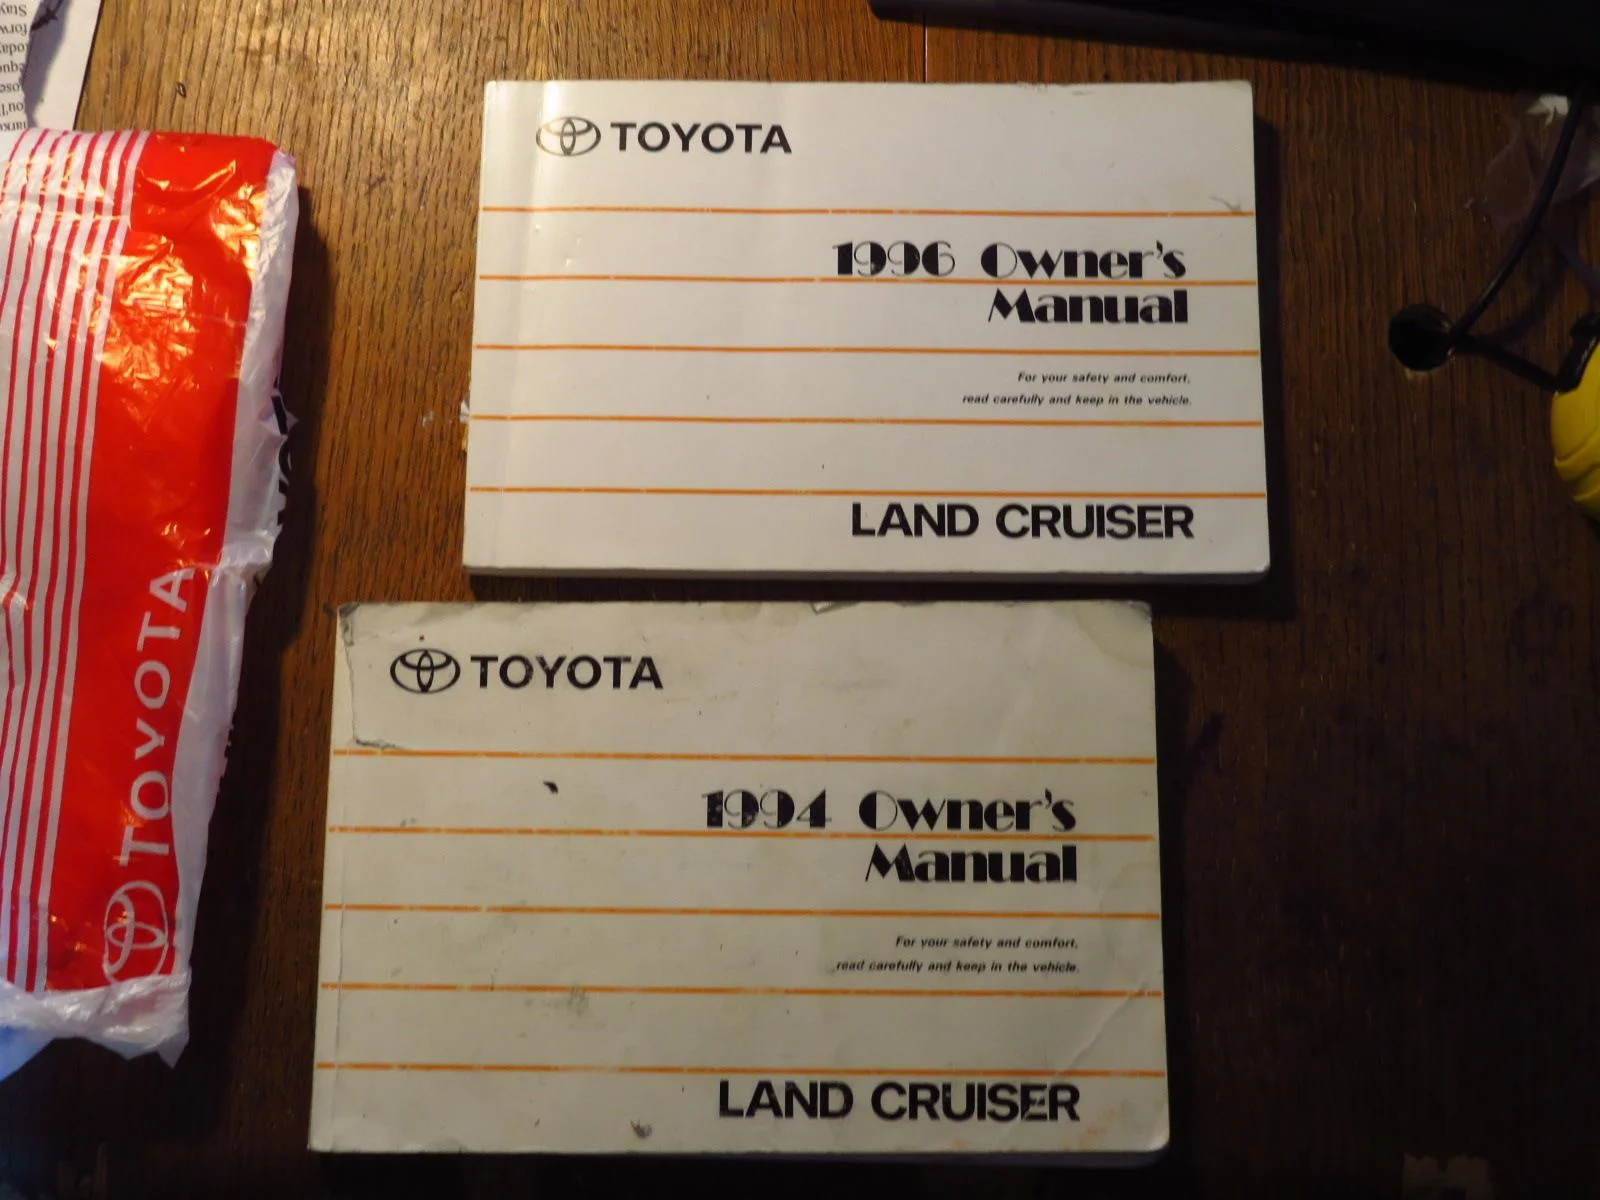 TOYOTA
1996 Owner's
Manual
For your safety and comfort,
read carefully and keep in the vehicle.
LAND CRUISER
TOYOTA
1994 Owner's
Manual
For your safety and comfort,
read carefully and keep in the vehicle.
LAND CRUISER
TOYOTA
Stay